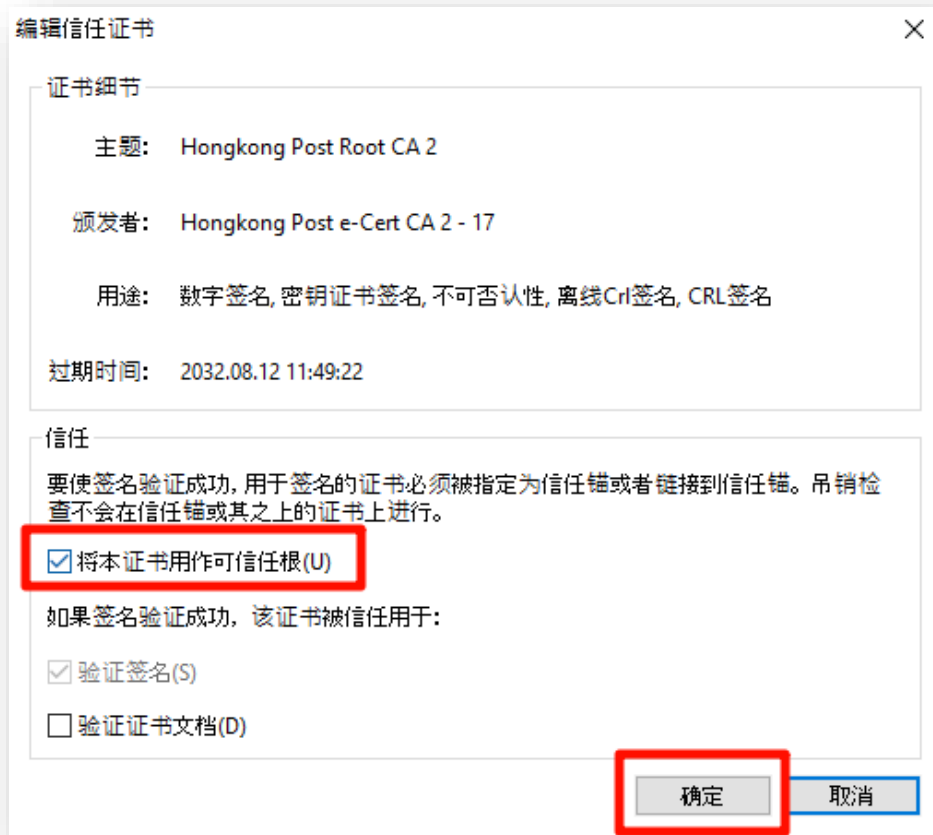 编辑信任证书
证书细节
主题: Hongkong Post Root CA 2
颁发者: Hongkong Post e-Cert CA 2 - 17
用途: 数字签名, 密钥证书签名, 不可否认性, 离线Crl签名, CRL签名
过期时间: 2032.08.12 11:49:22
信任
要使签名验证成功, 用于签名的证书必须被指定为信任锚或者链接到信任锚。吊销检
查不会在信任锚或其之上的证书上进行。
将本证书用作可信任根(U)
如果签名验证成功，该证书被信任用于:
验证签名(S)
验证证书文档(D)
确定 取消